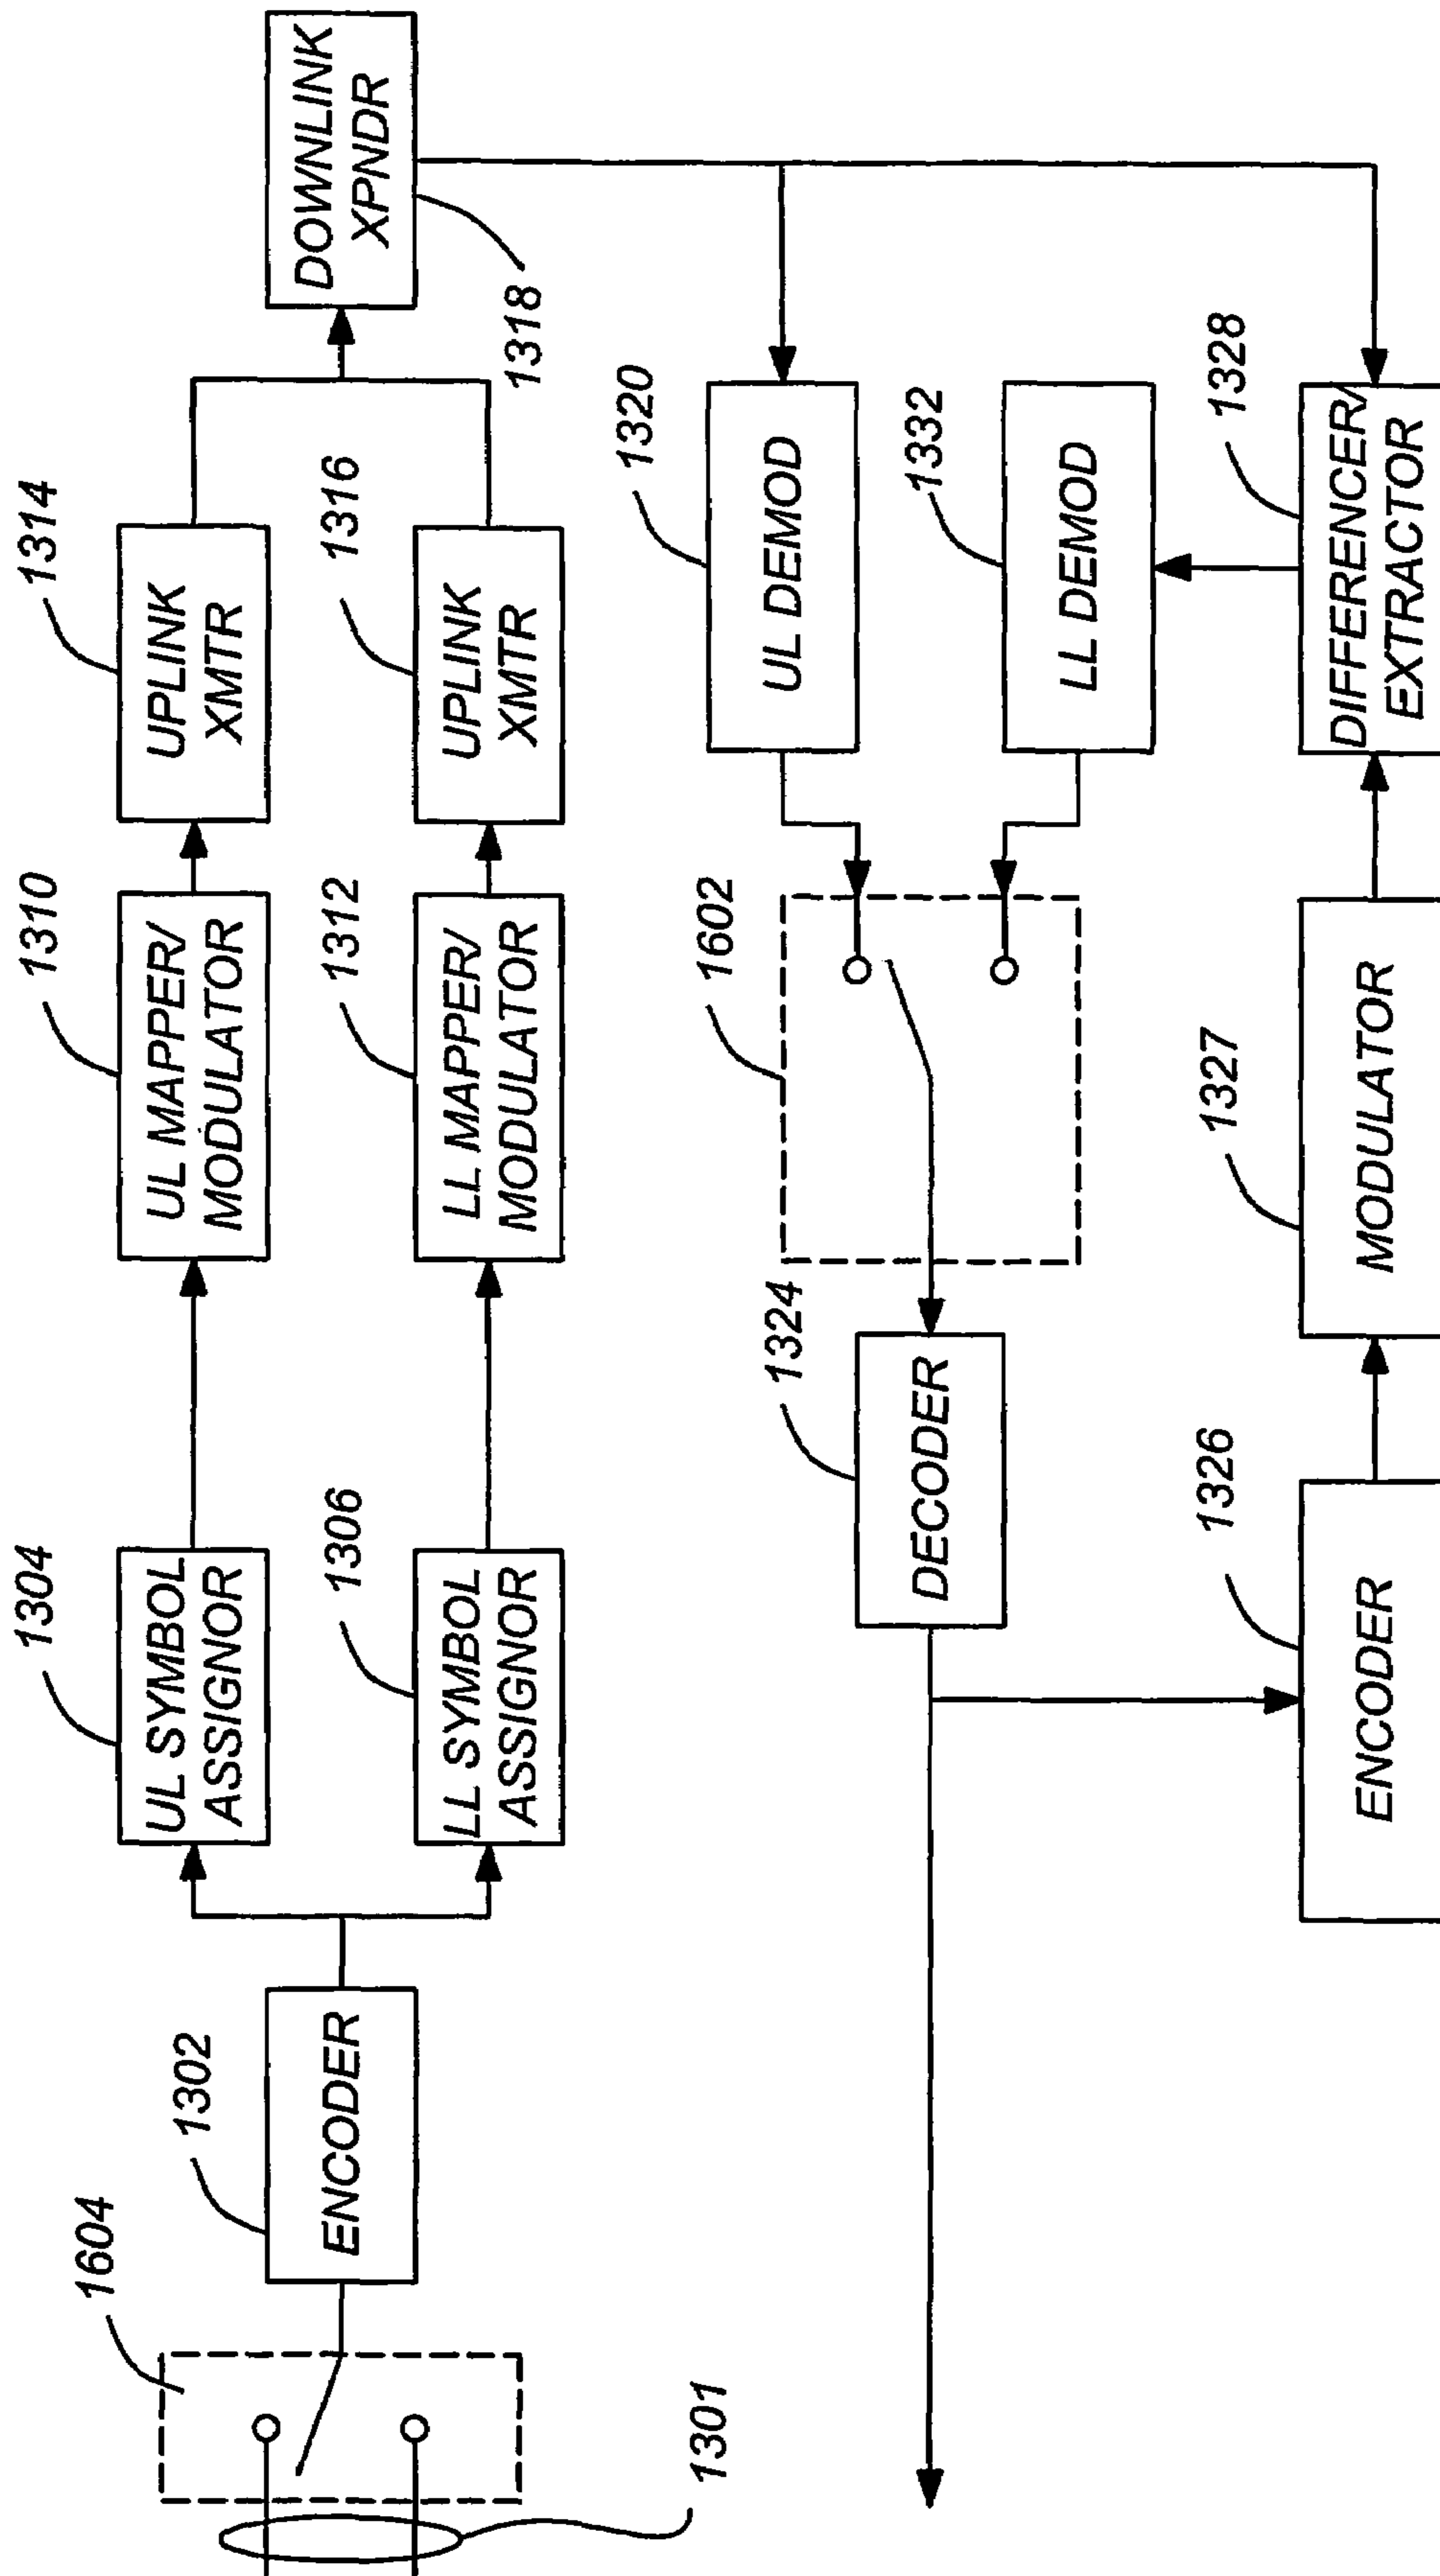 1604
1301
1302
ENCODER
1304
UL SYMBOL
ASSIGNOR
1306
LL SYMBOL
ASSIGNOR
1310
UL MAPPER/
MODULATOR
1312
LL MAPPER/
MODULATOR
1314
UPLINK
XMTR
1316
UPLINK
XMTR
DOWNLINK
XPNDR
1318
1320
UL DEMOD
1332
LL DEMOD
1602
1324
DECODER
1326
ENCODER
1327
MODULATOR
1328
DIFFERENCER/
EXTRACTOR